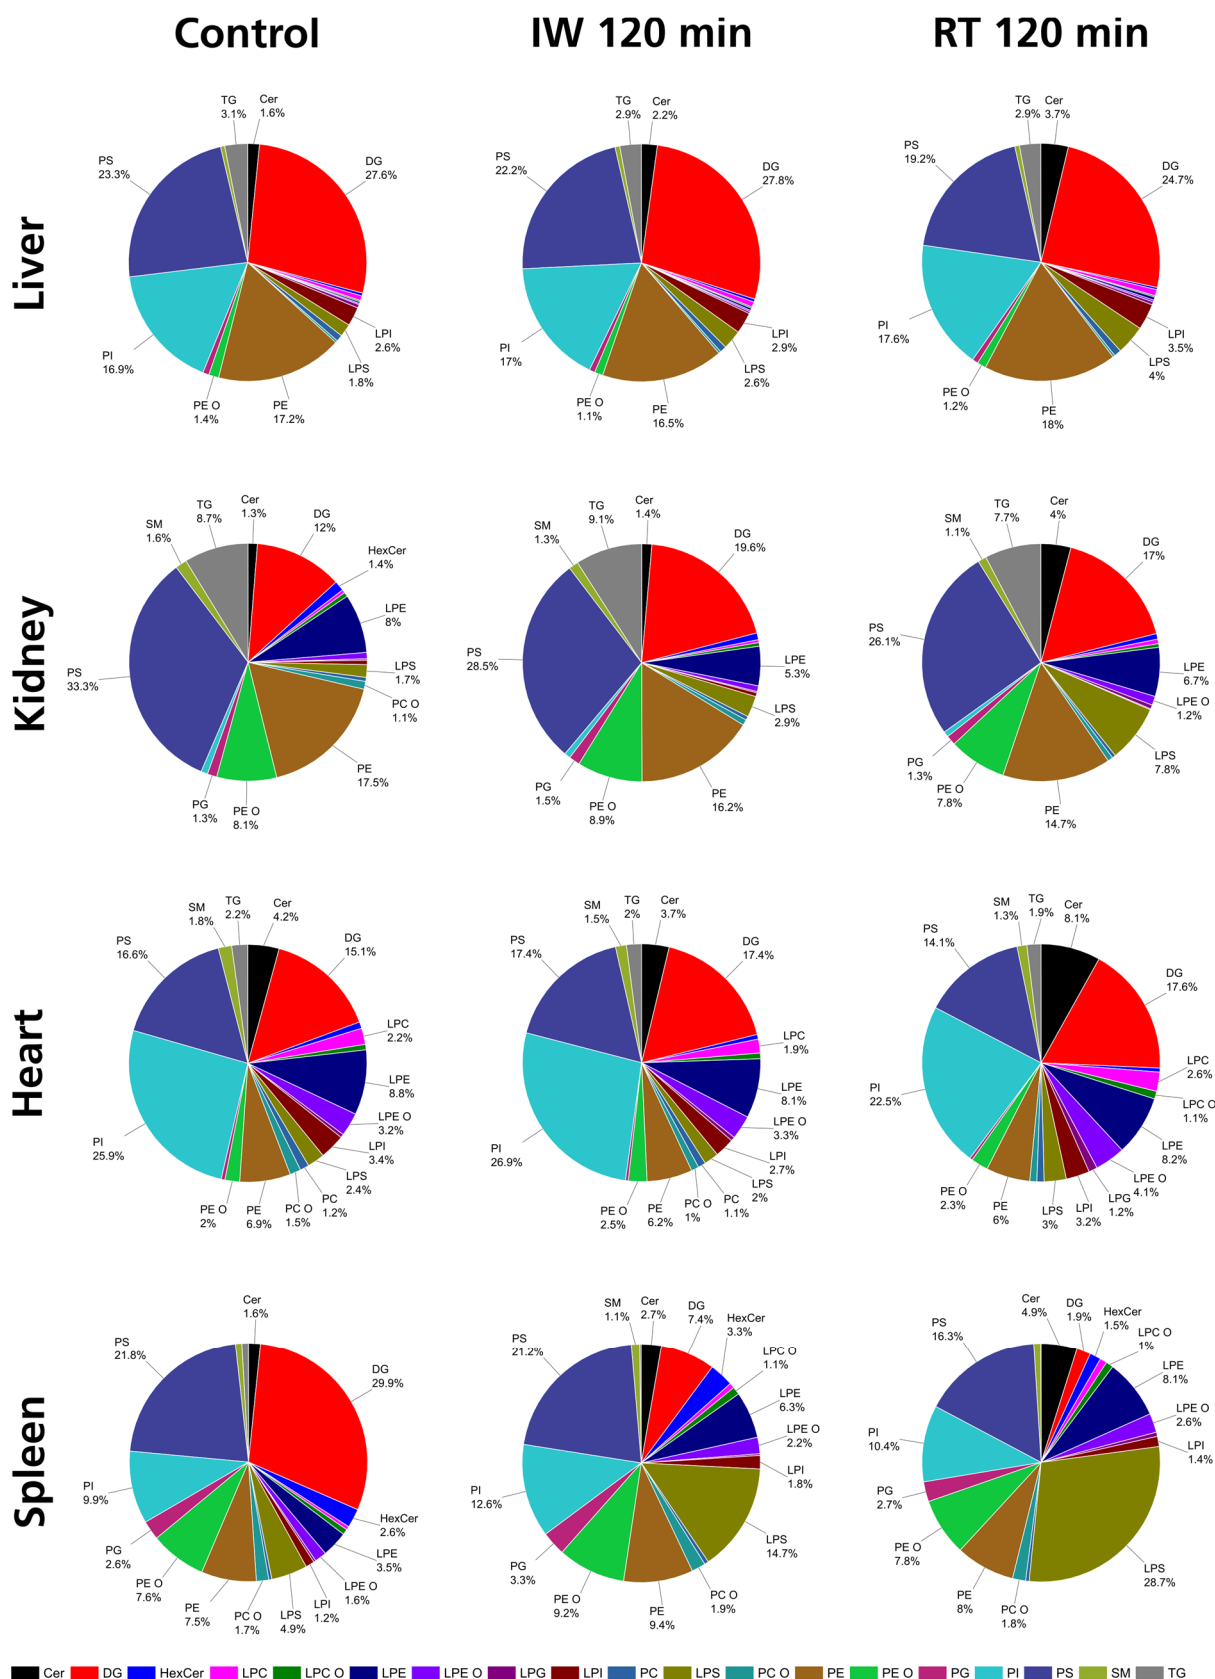 Control
IW 120 min
RT 120 min
Liver
TG
3.1%
Cer
1.6%
DG
27.6%
LPI
2.6%
LPS
1.8%
PE
17.2%
PE O
1.4%
PI
16.9%
PS
23.3%
TG
2.9%
Cer
2.2%
DG
27.8%
LPI
2.9%
LPS
2.6%
PE
16.5%
PE O
1.1%
PI
17%
PS
22.2%
TG
2.9%
Cer
3.7%
DG
24.7%
LPI
3.5%
LPS
4%
PE
18%
PE O
1.2%
PI
17.6%
PS
19.2%
Kidney
TG
8.7%
Cer
1.3%
DG
12%
HexCer
1.4%
LPE
8%
LPS
1.7%
PC O
1.1%
PE
17.5%
PE O
8.1%
PG
1.3%
PS
33.3%
SM
1.6%
TG
9.1%
Cer
1.4%
DG
19.6%
LPE
5.3%
LPS
2.9%
PE
16.2%
PE O
8.9%
PG
1.5%
PS
28.5%
SM
1.3%
TG
7.7%
Cer
4%
DG
17%
LPE
6.7%
LPE O
1.2%
LPS
7.8%
PE
14.7%
PE O
7.8%
PG
1.3%
PS
26.1%
SM
1.1%
Heart
TG
2.2%
Cer
4.2%
DG
15.1%
LPC
2.2%
LPE
8.8%
LPE O
3.2%
LPI
3.4%
LPS
2.4%
PC
1.2%
PC O
1.5%
PE
6.9%
PE O
2%
PI
25.9%
PS
16.6%
SM
1.8%
TG
2%
Cer
3.7%
DG
17.4%
LPC
1.9%
LPE
8.1%
LPE O
3.3%
LPI
2.7%
LPS
2%
PC
1.1%
PC O
1%
PE
6.2%
PE O
2.5%
PI
26.9%
PS
17.4%
SM
1.5%
TG
1.9%
Cer
8.1%
DG
17.6%
LPC
2.6%
LPC O
1.1%
LPE
8.2%
LPE O
4.1%
LPG
1.2%
LPI
3.2%
LPS
3%
PE
6%
PE O
2.3%
PI
22.5%
PS
14.1%
SM
1.3%
Spleen
Cer
1.6%
DG
29.9%
HexCer
2.6%
LPE
3.5%
LPE O
1.6%
LPI
1.2%
LPS
4.9%
PC O
1.7%
PE
7.5%
PE O
7.6%
PG
2.6%
PI
9.9%
PS
21.8%
SM
1.1%
Cer
2.7%
DG
7.4%
HexCer
3.3%
LPC O
1.1%
LPE
6.3%
LPE O
2.2%
LPI
1.8%
LPS
14.7%
PC O
1.9%
PE
9.4%
PE O
9.2%
PG
3.3%
PI
12.6%
PS
21.2%
Cer
4.9%
DG
1.9%
HexCer
1.5%
LPC O
1%
LPE
8.1%
LPE O
2.6%
LPI
1.4%
LPS
28.7%
PC O
1.8%
PE
8%
PE O
7.8%
PG
2.7%
PI
10.4%
PS
16.3%
Cer DG HexCer LPC LPC O LPE LPE O LPG LPI PC LPS PC O PE PE O PG PI PS SM TG